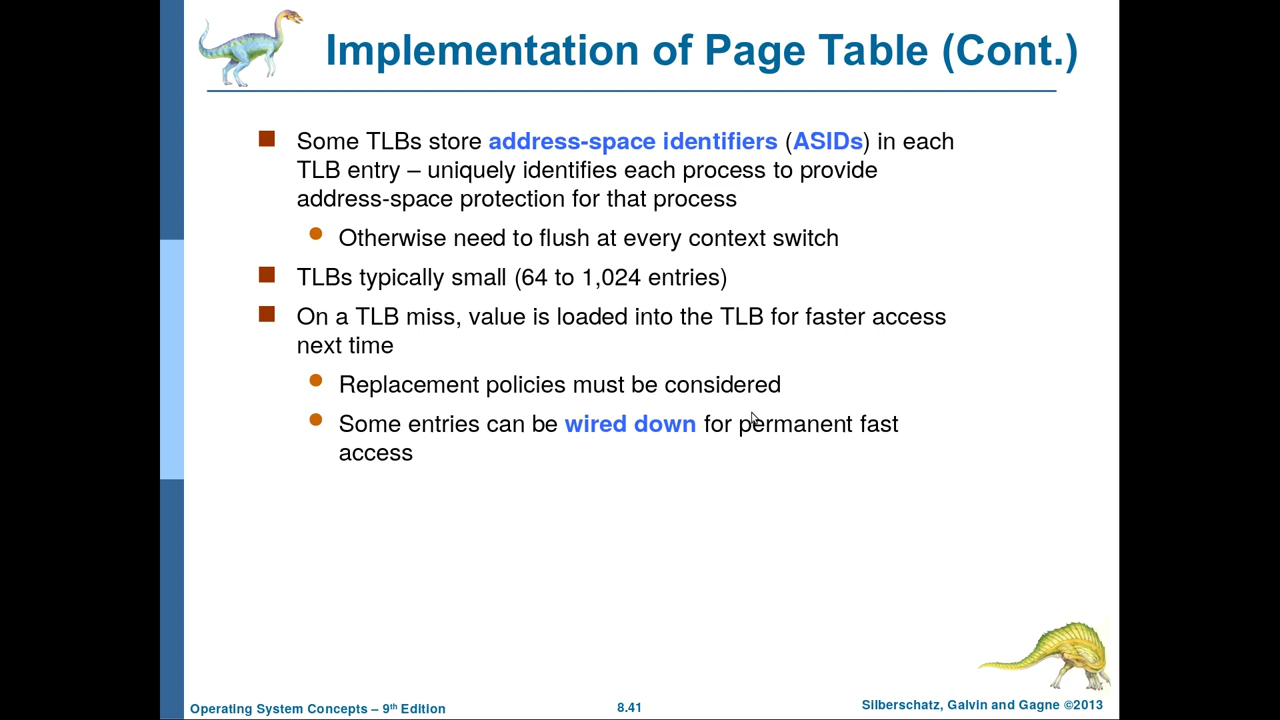 Implementation of Page Table (Cont.)
Some TLBs store address-space identifiers (ASIDs) in each
TLB entry – uniquely identifies each process to provide
address-space protection for that process
Otherwise need to flush at every context switch
TLBs typically small (64 to 1,024 entries)
On a TLB miss, value is loaded into the TLB for faster access
next time
Replacement policies must be considered
Some entries can be wired down for permanent fast
access
Operating System Concepts – 9th Edition
8.41
Silberschatz, Galvin and Gagne ©2013